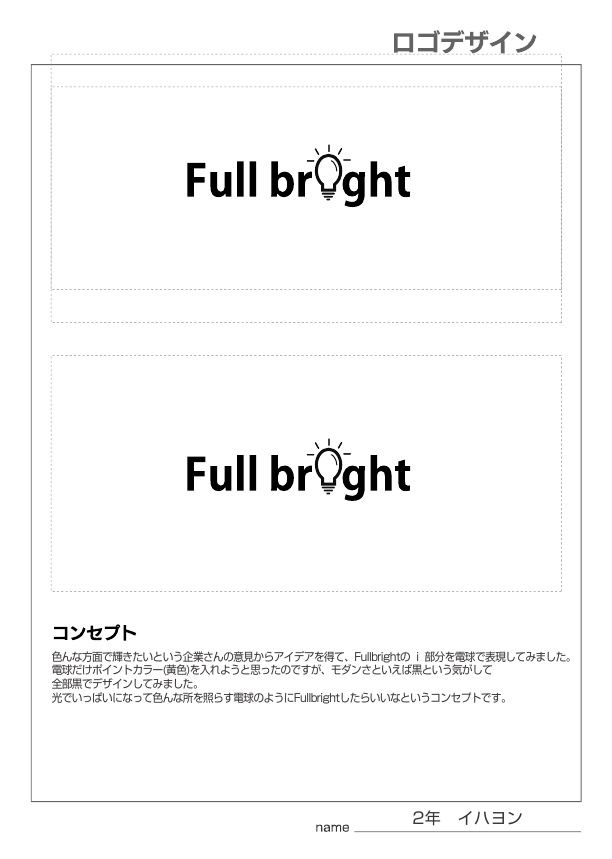 ロゴデザイン
Full br ght
Full br ght
コンセプト
色んな方面で輝きたいという企業さんの意見からアイデアを得て、Fullbrightの i 部分を電球で表現してみました。
電球だけポイントカラー(黄色)を入れようと思ったのですが、モダンさといえば黒という気がして
全部黒でデザインしてみました。
光でいっぱいになって色んな所を照らす電球のようにFullbrightしたらいいなというコンセプトです。
2年　イハヨン
name